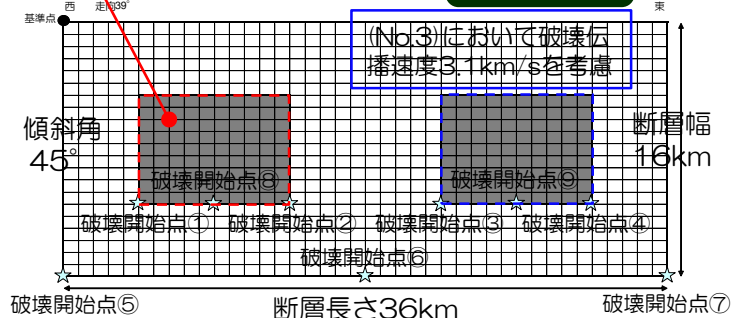 西 走向39° 東
基準点
(No.3)において破壊伝
播速度3.1km/sを考慮
傾斜角
45°
断層幅
16km
破壊開始点⑧
破壊開始点⑨
破壊開始点①
破壊開始点②
破壊開始点③
破壊開始点④
破壊開始点⑥
破壊開始点⑤
断層長さ36km
破壊開始点⑦